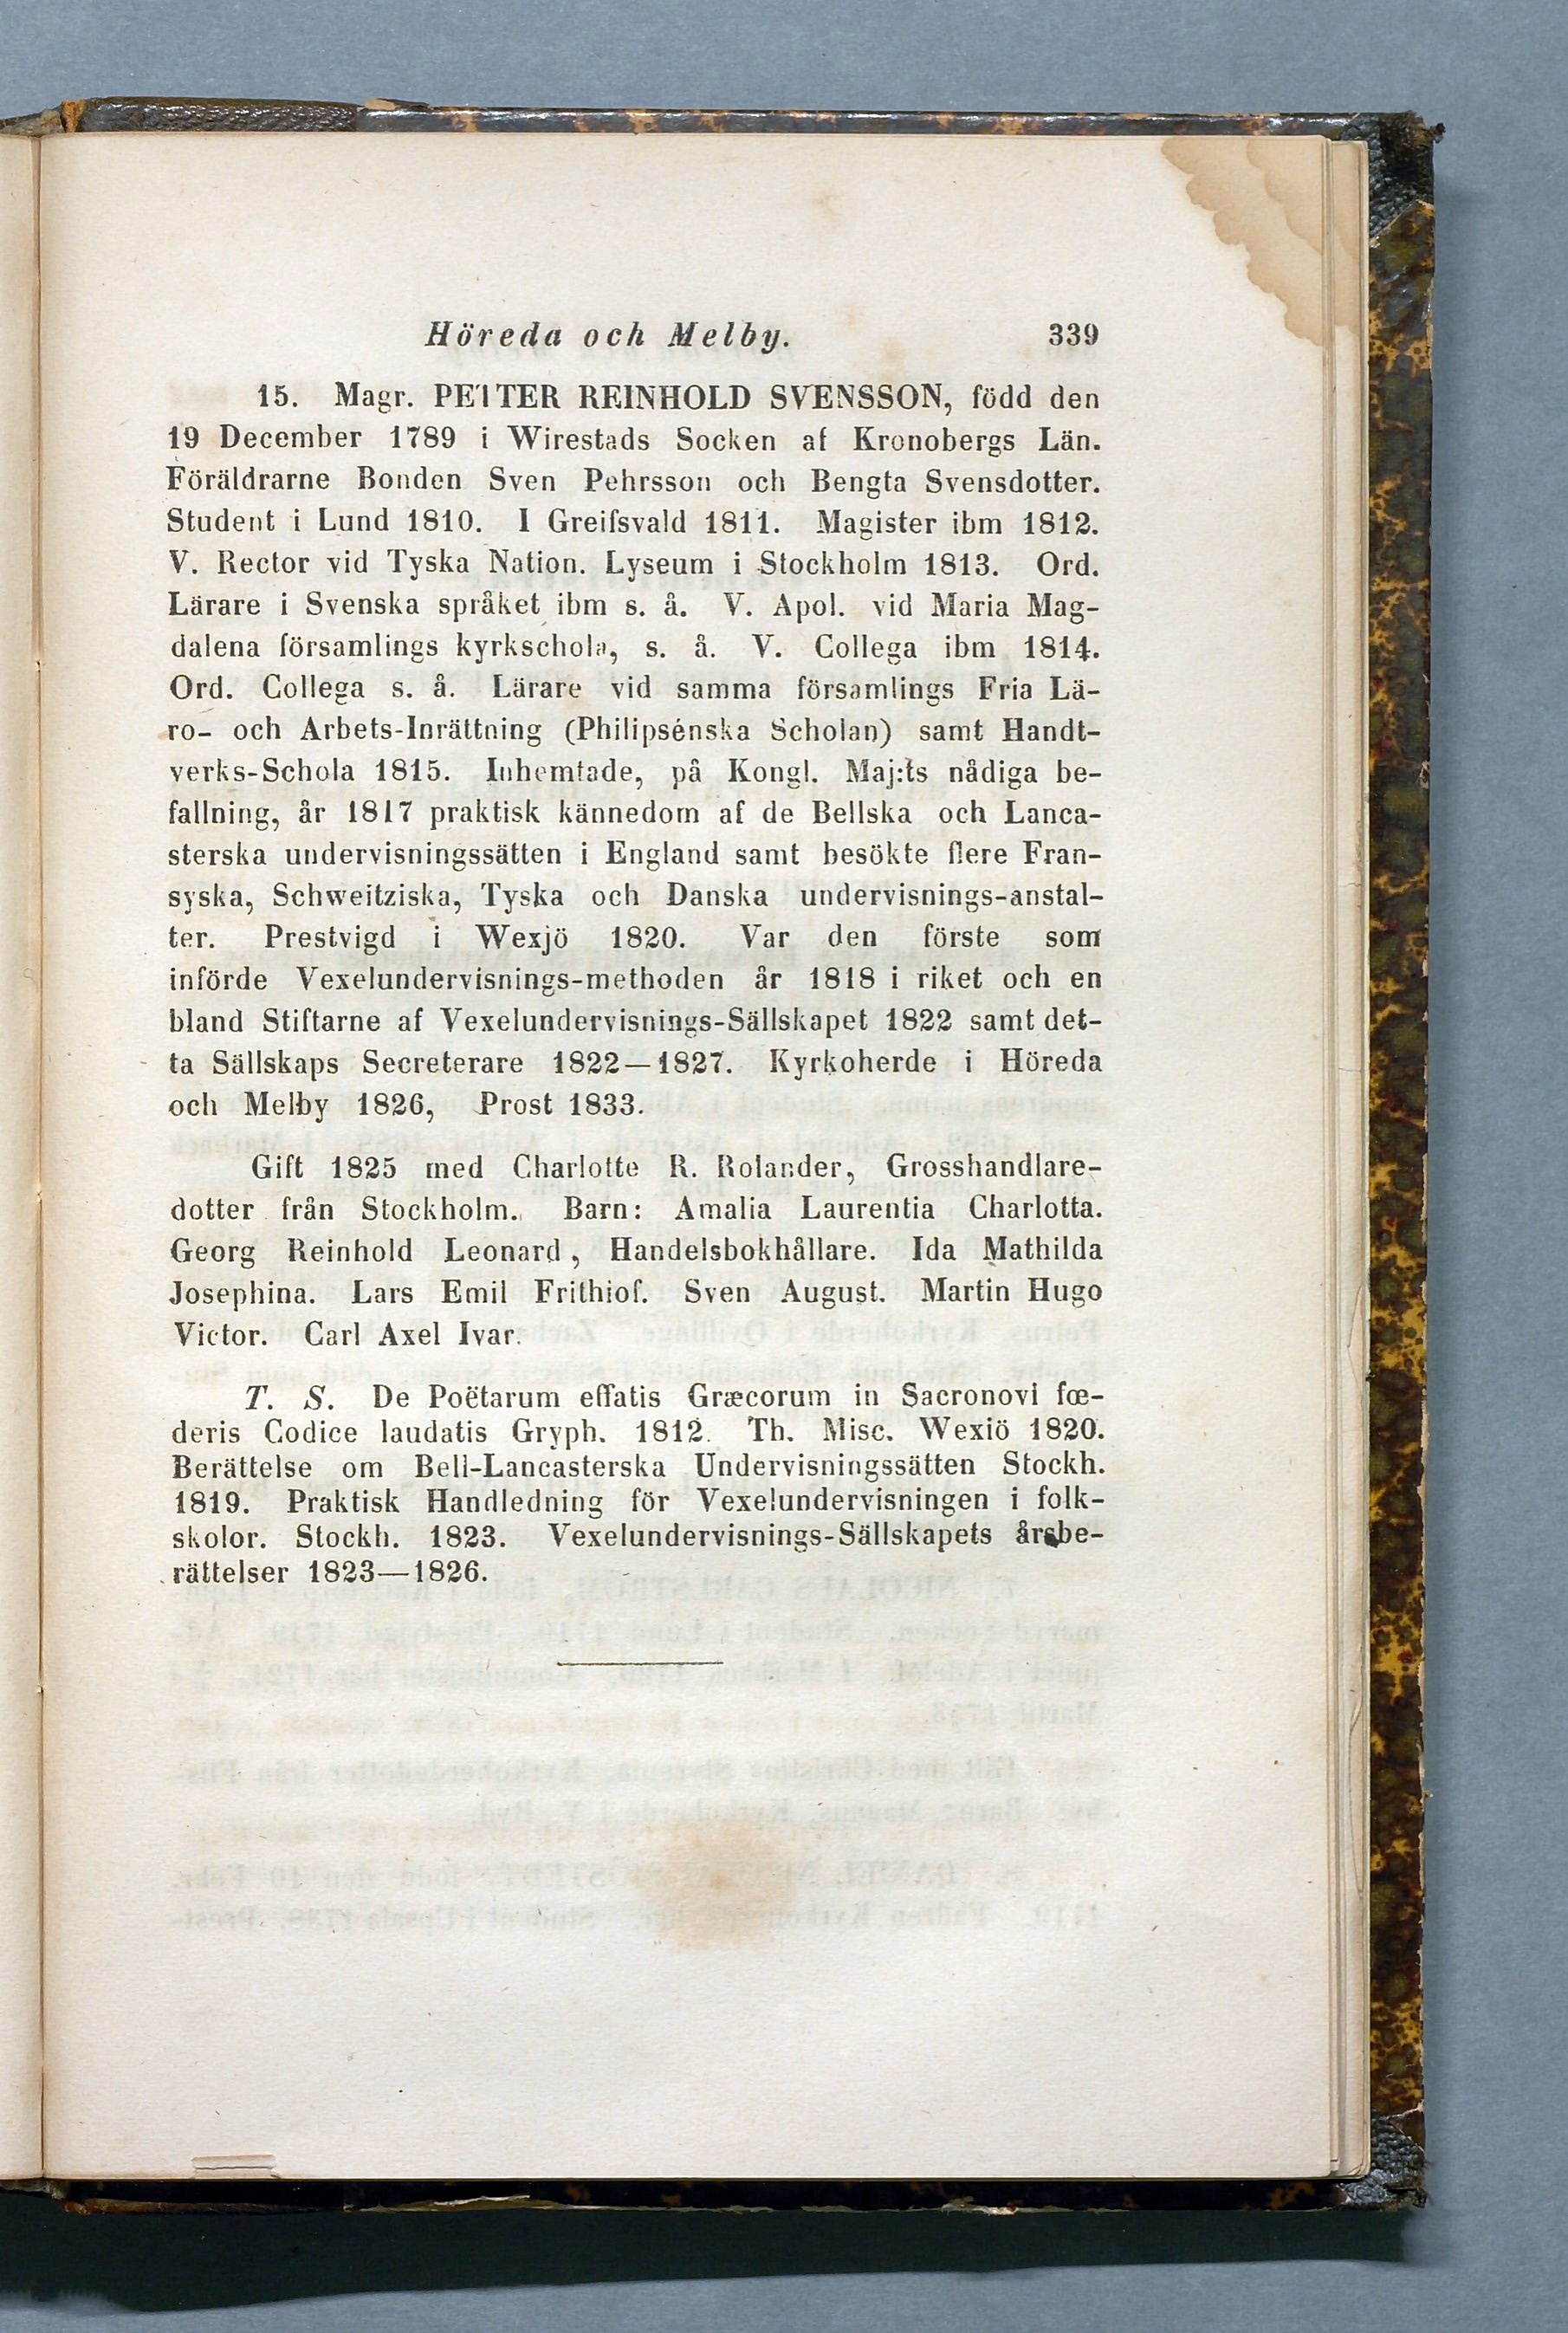 Höreda och Melby. 339
15. Magr. PETTER REINHOLD SVENSSON, född den
19 December 1789 i Wirestads Socken af Kronobergs Län.
Föräldrarne Bonden Sven Pehrsson och Bengta Svensdotter.
Student i Lund 1810. I Greifsvald 1811. Magister ibm 1812.
V. Rector vid Tyska Nation. Lyseum i Stockholm 1813. Ord.
Lärare i Svenska språket ibm s. å. V. Apol. vid Maria Mag-
dalena församlings kyrkschola, s. å. V. Collega ibm 1814.
Ord. Collega s. å. Lärare vid samma församlings Fria Lä-
ro- och Arbets-Inrättning (Philipsénska Scholan) samt Handt-
verks-Schola 1815. Inhemtade, på Kongl. Maj:ts nådiga be-
fallning, år 1817 praktisk kännedom af de Bellska och Lanca-
sterska undervisningssätten i England samt besökte flere Fran-
syska, Schweitziska, Tyska och Danska undervisnings-anstal-
ter. Prestvigd i Wexjö 1820. Var den förste som
införde Vexelundervisnings-methoden år 1818 i riket och en
bland Stiftarne af Vexelundervisnings-Sällskapet 1822 samt det-
ta Sällskaps Secreterare 1822—1827. Kyrkoherde i Höreda
och Melby 1826, Prost 1833.
Gift 1825 med Charlotte R. Rolander, Grosshandlare-
dotter från Stockholm. Barn: Amalia Laurentia Charlotta.
Georg Reinhold Leonard, Handelsbokhållare. Ida Mathilda
Josephina. Lars Emil Frithiof. Sven August. Martin Hugo
Victor. Carl Axel Ivar.
T. S. De Poëtarum effatis Græcorum in Sacronovi fœ-
deris Codice laudatis Gryph. 1812. Th. Misc. Wexiö 1820.
Berättelse om Bell-Lancasterska Undervisningssätten Stockh.
1819. Praktisk Handledning för Vexelundervisningen i folk-
skolor. Stockh. 1823. Vexelundervisnings-Sällskapets årsbe-
rättelser 1823—1826.